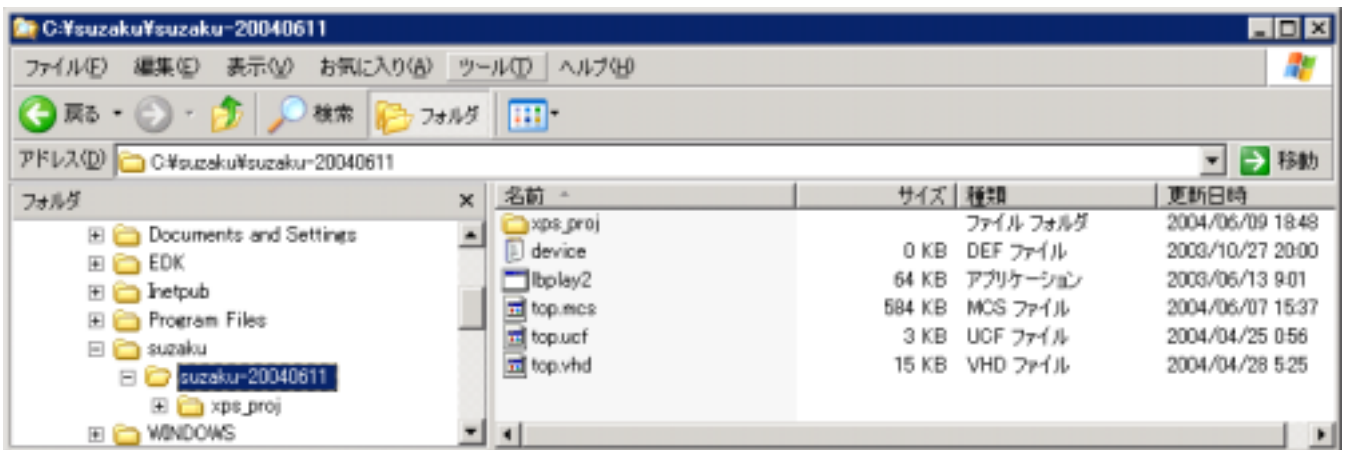 C:¥suzaku¥suzaku-20040611
ファイル(F) 編集(E) 表示(V) お気に入り(A) ツール(T) ヘルプ(H)
戻る 検索 フォルダ
アドレス(D) C:¥suzaku¥suzaku-20040611 移動
フォルダ × 名前 サイズ 種類 更新日時
Documents and Settings
EDK
Inetpub
Program Files
suzaku
suzaku-20040611
xps_proj
WINDOWS
xps_proj ファイル フォルダ 2004/06/09 18:48
device 0 KB DEF ファイル 2003/10/27 20:00
lbplay2 64 KB アプリケーション 2003/06/13 9:01
top.mcs 584 KB MCS ファイル 2004/06/07 15:37
top.ucf 3 KB UCF ファイル 2004/04/25 0:56
top.vhd 15 KB VHD ファイル 2004/04/28 5:25